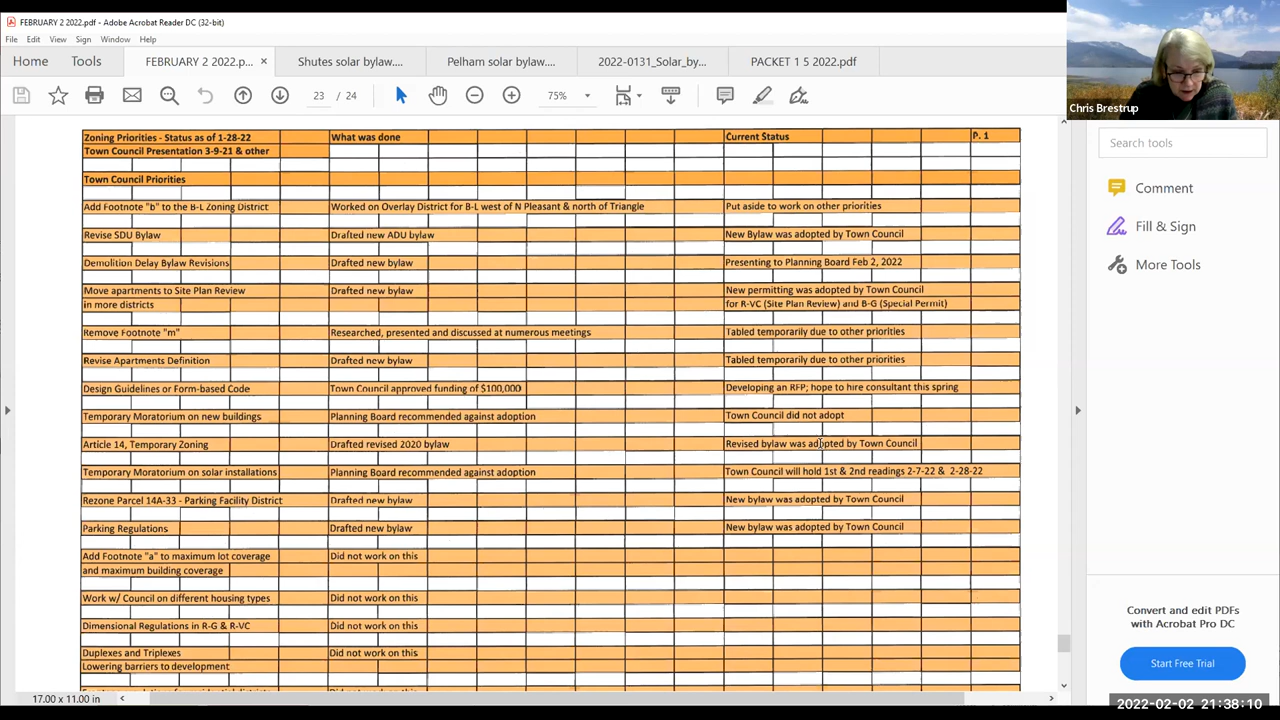 FEBRUARY 2 2022.pdf - Adobe Acrobat Reader DC (32-bit)
File Edit View Sign Window Help
Home Tools FEBRUARY 2 2022.p... × Shutes solar bylaw.... Pelham solar bylaw.... 2022-0131_Solar_by... PACKET 1 5 2022.pdf
23 / 24 75%
Chris Brestrup
Search tools
Comment
Fill & Sign
More Tools
Zoning Priorities - Status as of 1-28-22 What was done Current Status P. 1
Town Council Presentation 3-9-21 & other
Town Council Priorities
Add Footnote "b" to the B-L Zoning District Worked on Overlay District for B-L west of N Pleasant & north of Triangle Put aside to work on other priorities
Revise SDU Bylaw Drafted new ADU bylaw New Bylaw was adopted by Town Council
Demolition Delay Bylaw Revisions Drafted new bylaw Presenting to Planning Board Feb 2, 2022
Move apartments to Site Plan Review Drafted new bylaw New permitting was adopted by Town Council
in more districts for R-VC (Site Plan Review) and B-G (Special Permit)
Remove Footnote "m" Researched, presented and discussed at numerous meetings Tabled temporarily due to other priorities
Revise Apartments Definition Drafted new bylaw Tabled temporarily due to other priorities
Design Guidelines or Form-based Code Town Council approved funding of $100,000 Developing an RFP; hope to hire consultant this spring
Temporary Moratorium on new buildings Planning Board recommended against adoption Town Council did not adopt
Article 14, Temporary Zoning Drafted revised 2020 bylaw Revised bylaw was adopted by Town Council
Temporary Moratorium on solar installations Planning Board recommended against adoption Town Council will hold 1st & 2nd readings 2-7-22 & 2-28-22
Rezone Parcel 14A-33 - Parking Facility District Drafted new bylaw New bylaw was adopted by Town Council
Parking Regulations Drafted new bylaw New bylaw was adopted by Town Council
Add Footnote "a" to maximum lot coverage Did not work on this
and maximum building coverage
Work w/ Council on different housing types Did not work on this
Dimensional Regulations in R-G & R-VC Did not work on this
Duplexes and Triplexes Did not work on this
Lowering barriers to development
Convert and edit PDFs
with Acrobat Pro DC
Start Free Trial
17.00 x 11.00 in
2022-02-02 21:38:10